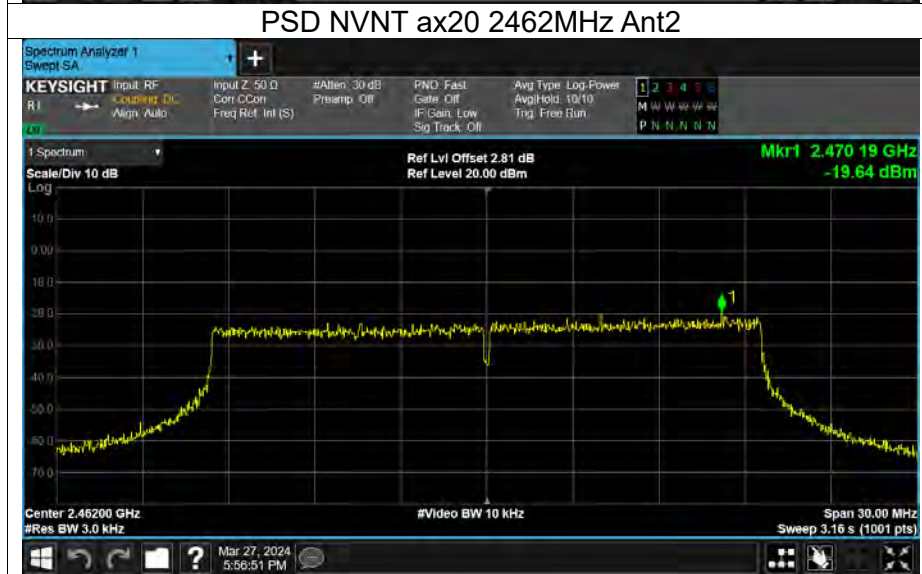 PSD NVNT ax20 2462MHz Ant2
Spectrum Analyzer 1
Swept SA
+
KEYSIGHT Input: RF Input Z: 50 Ω #Atten: 30 dB PNO: Fast Avg Type: Log-Power 1 2 3 4 5 6
RL Coupling: DC Corr CCorr Preamp: Off Gate: Off Avg|Hold: 10/10 M W W W W W
Align: Auto Freq Ref: Int (S) IF Gain: Low Trig: Free Run
Sig Track: Off P N N N N N
1 Spectrum Ref Lvl Offset 2.81 dB Mkr1 2.470 19 GHz
Scale/Div 10 dB Ref Level 20.00 dBm -19.64 dBm
Log
10.0
0.00
-10.0
-20.0
1
-30.0
-40.0
-50.0
-60.0
-70.0
Center 2.46200 GHz #Video BW 10 kHz Span 30.00 MHz
#Res BW 3.0 kHz Sweep 3.16 s (1001 pts)
? Mar 27, 2024
5:56:51 PM